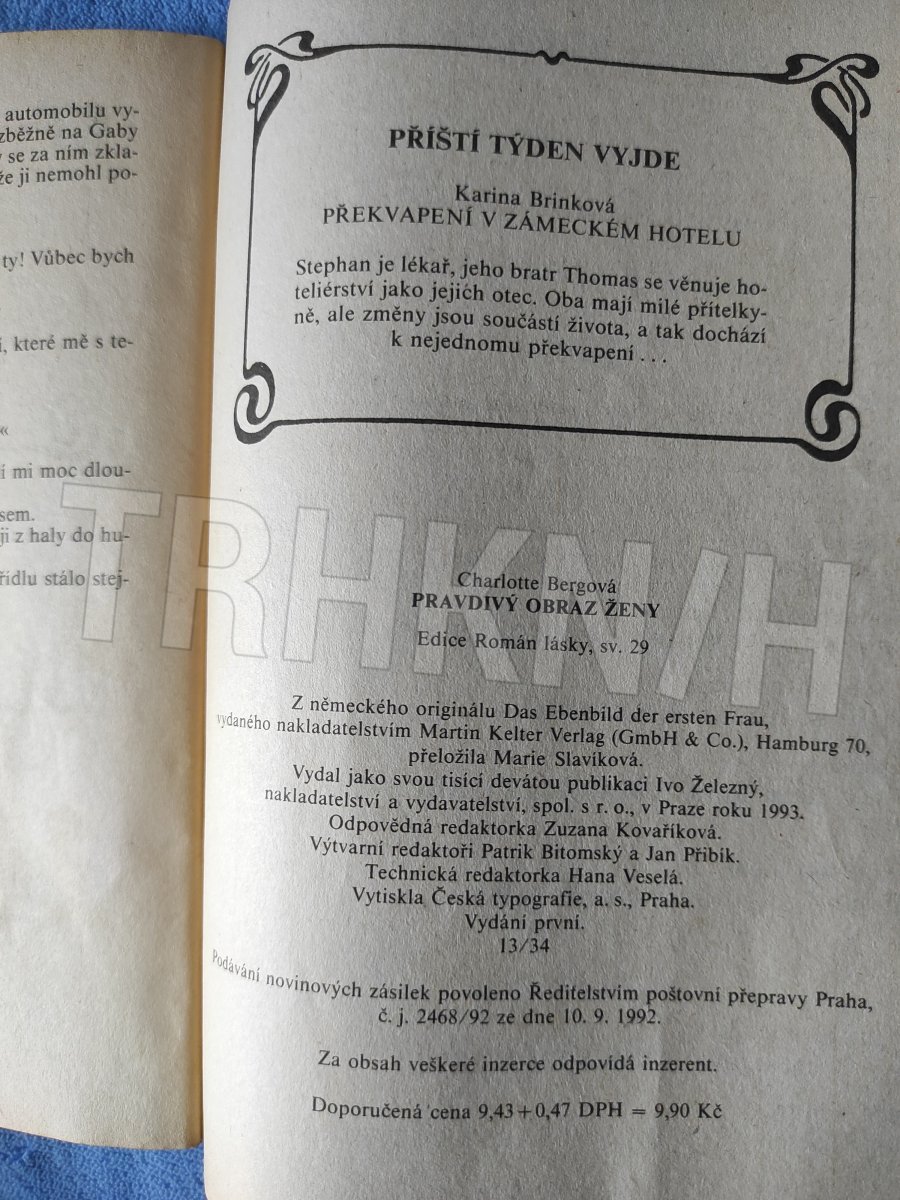 automobilu vy-
zběžně na Gaby
se za ním zkla-
že ji nemohl po-
ty! Vůbec bych
, které mě s te-
«
í mi moc dlou-
sem.
ji z haly do hu-
řídlu stálo stej-
PŘÍŠTÍ TÝDEN VYJDE
Karina Brinková
PŘEKVAPENÍ V ZÁMECKÉM HOTELU
Stephan je lékař, jeho bratr Thomas se věnuje ho-
teliérství jako jejich otec. Oba mají milé přítelky-
ně, ale změny jsou součástí života, a tak dochází
k nejednomu překvapení . . .
TRHKN/H
Charlotte Bergová
PRAVDIVÝ OBRAZ ŽENY
Edice Román lásky, sv. 29
Z německého originálu Das Ebenbild der ersten Frau,
vydaného nakladatelstvím Martin Kelter Verlag (GmbH & Co.), Hamburg 70,
přeložila Marie Slavíková.
Vydal jako svou tisící devátou publikaci Ivo Železný,
nakladatelství a vydavatelství, spol. s r. o., v Praze roku 1993.
Odpovědná redaktorka Zuzana Kovaříková.
Výtvarní redaktoři Patrik Bitomský a Jan Přibík.
Technická redaktorka Hana Veselá.
Vytiskla Česká typografie, a. s., Praha.
Vydání první.
13/34
Podávání novinových zásilek povoleno Ředitelstvím poštovní přepravy Praha,
č. j. 2468/92 ze dne 10. 9. 1992.
Za obsah veškeré inzerce odpovídá inzerent.
Doporučená cena 9,43+0,47 DPH = 9,90 Kč